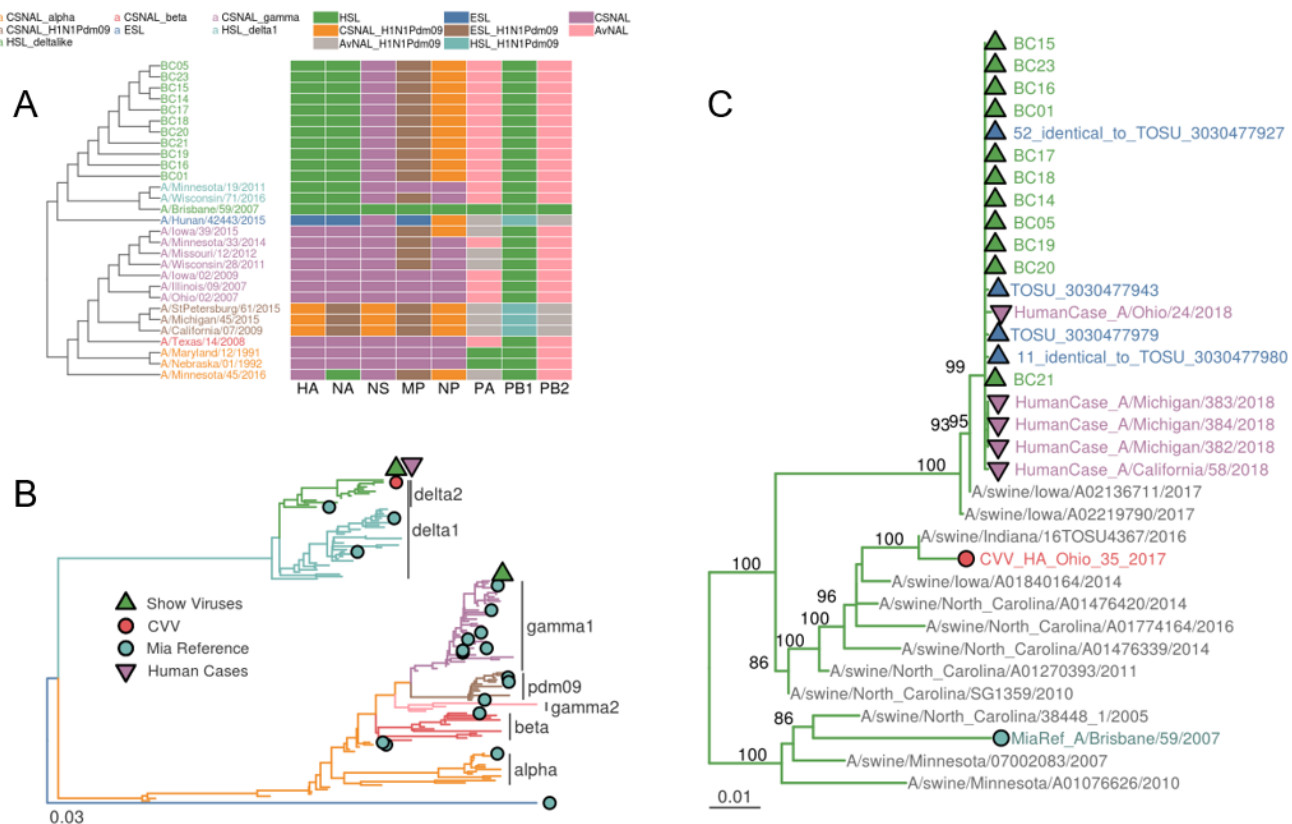 a CSNAL_alpha a CSNAL_beta a CSNAL_gamma HSL ESL CSNAL
a CSNAL_H1N1Pdm09 a ESL a HSL_delta1 CSNAL_H1N1Pdm09 ESL_H1N1Pdm09 AvNAL
a HSL_deltalike AvNAL_H1N1Pdm09 HSL_H1N1Pdm09
A
BC05
BC23
BC15
BC14
BC17
BC18
BC20
BC21
BC19
BC16
BC01
A/Minnesota/19/2011
A/Wisconsin/71/2016
A/Brisbane/59/2007
A/Hunan/42443/2015
A/Iowa/39/2015
A/Minnesota/33/2014
A/Missouri/12/2012
A/Wisconsin/28/2011
A/Iowa/02/2009
A/Illinois/09/2007
A/Ohio/02/2007
A/StPetersburg/61/2015
A/Michigan/45/2015
A/California/07/2009
A/Texas/14/2008
A/Maryland/12/1991
A/Nebraska/01/1992
A/Minnesota/45/2016
HA NA NS MP NP PA PB1 PB2
B
delta2
delta1
Show Viruses
CVV
Mia Reference
Human Cases
gamma1
pdm09
gamma2
beta
alpha
0.03
C
BC15
BC23
BC16
BC01
52_identical_to_TOSU_3030477927
BC17
BC18
BC14
BC05
BC19
BC20
TOSU_3030477943
HumanCase_A/Ohio/24/2018
TOSU_3030477979
11_identical_to_TOSU_3030477980
99
BC21
HumanCase_A/Michigan/383/2018
9395
HumanCase_A/Michigan/384/2018
HumanCase_A/Michigan/382/2018
100
HumanCase_A/California/58/2018
A/swine/Iowa/A02136711/2017
A/swine/Iowa/A02219790/2017
100
A/swine/Indiana/16TOSU4367/2016
CVV_HA_Ohio_35_2017
100
A/swine/Iowa/A01840164/2014
96
A/swine/North_Carolina/A01476420/2014
100
A/swine/North_Carolina/A01774164/2016
100
A/swine/North_Carolina/A01476339/2014
86
A/swine/North_Carolina/A01270393/2011
A/swine/North_Carolina/SG1359/2010
86
A/swine/North_Carolina/38448_1/2005
MiaRef_A/Brisbane/59/2007
100
A/swine/Minnesota/07002083/2007
A/swine/Minnesota/A01076626/2010
0.01